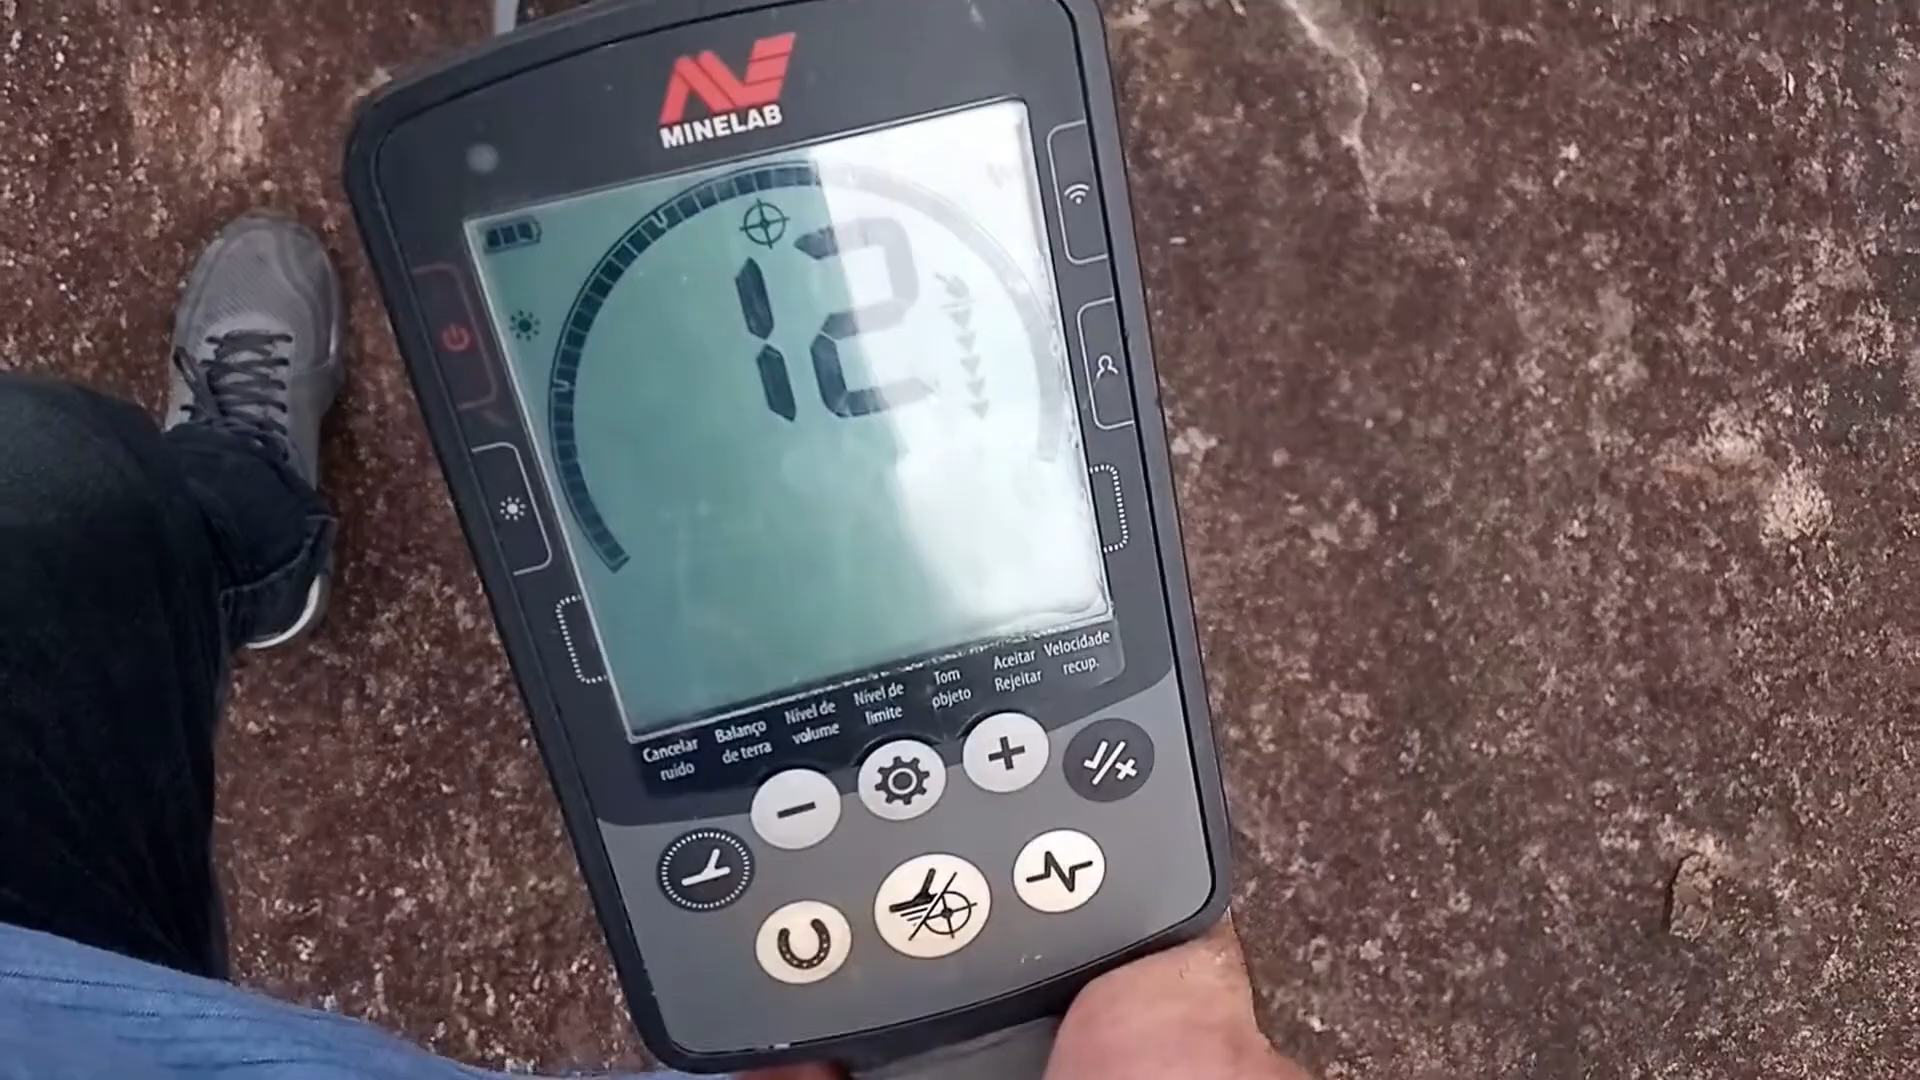 MINELAB
12
Cancelar
ruído
Balanço
de terra
Nível de
volume
Nível de
limite
Tom
objeto
Aceitar
Rejeitar
Velocidade
recup.